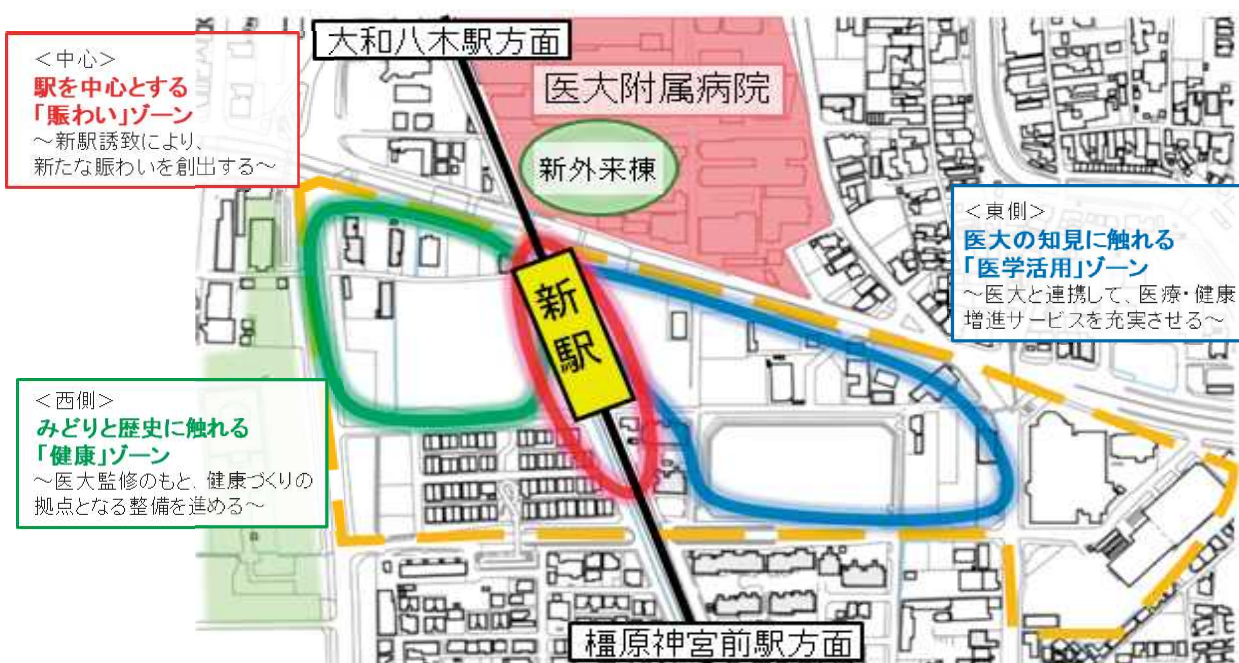 大和八木駅方面
＜中心＞
駅を中心とする
「賑わい」ゾーン
～新駅誘致により、
新たな賑わいを創出する～
医大附属病院
新外来棟
＜東側＞
医大の知見に触れる
「医学活用」ゾーン
～医大と連携して、医療・健康
増進サービスを充実させる～
新駅
＜西側＞
みどりと歴史に触れる
「健康」ゾーン
～医大監修のもと、健康づくりの
拠点となる整備を進める～
橿原神宮前駅方面